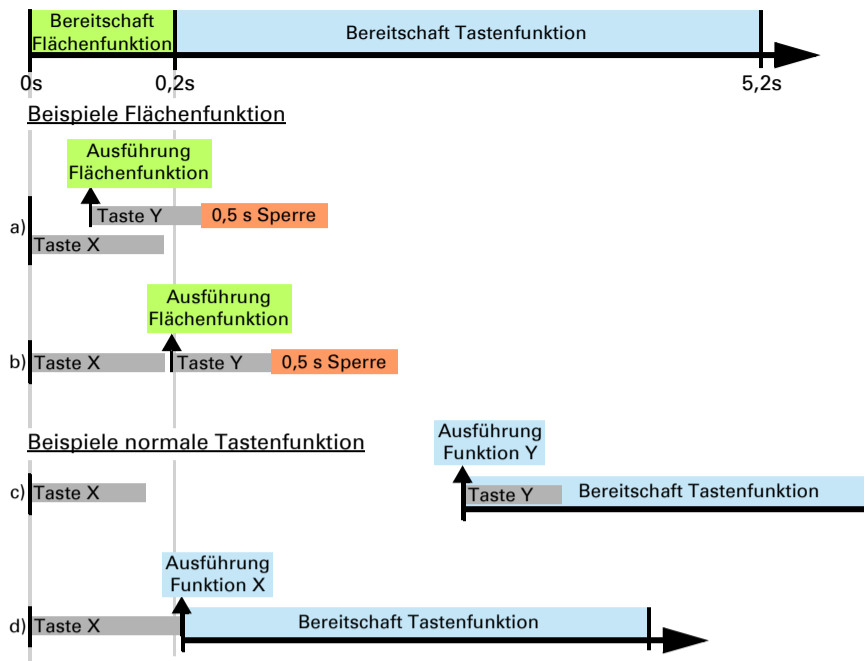 Bereitschaft
Flächenfunktion
Bereitschaft Tastenfunktion
0s
0,2s
5,2s
Beispiele Flächenfunktion
Ausführung
Flächenfunktion
a)
Taste Y
0,5 s Sperre
Taste X
Ausführung
Flächenfunktion
b)
Taste X
Taste Y
0,5 s Sperre
Beispiele normale Tastenfunktion
Ausführung
Funktion Y
c)
Taste X
Taste Y
Bereitschaft Tastenfunktion
Ausführung
Funktion X
d)
Taste X
Bereitschaft Tastenfunktion